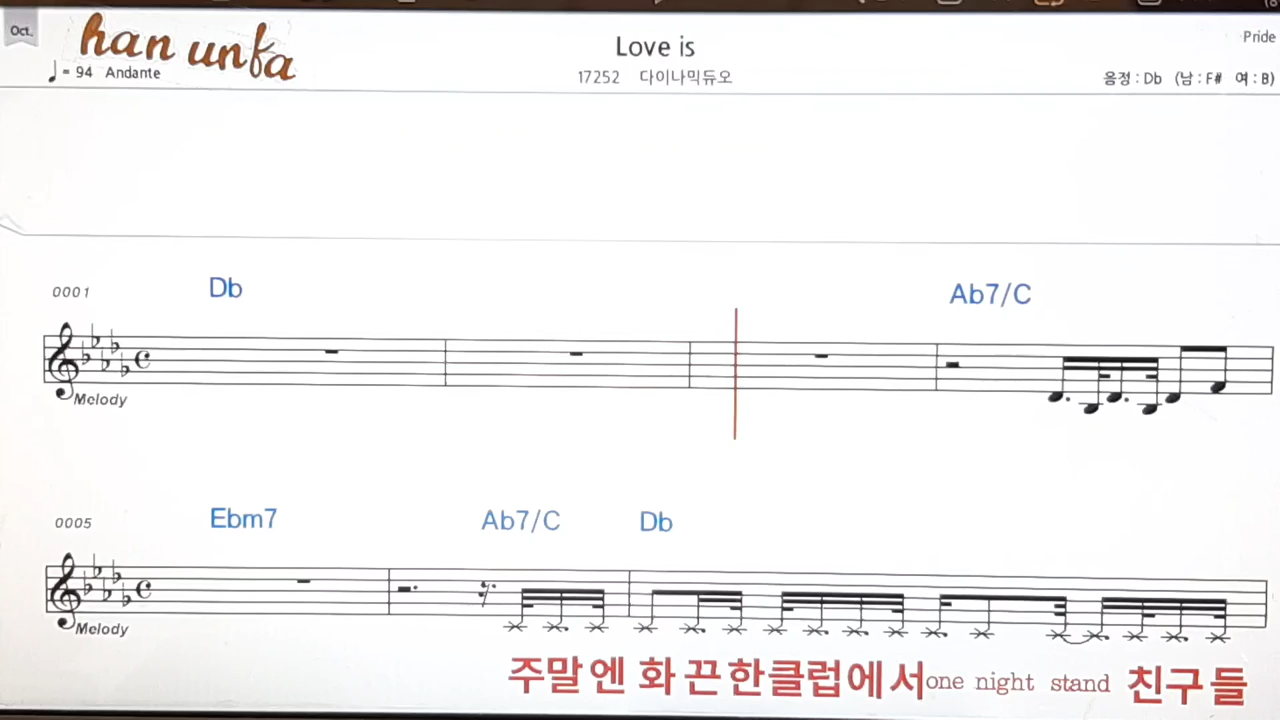 Oct.
han unfa
Love is
Pride
♩= 94 Andante
17252 다이나믹듀오
음정 : Db (남 : F# 여 : B)
0001
Db
Ab7/C
Melody
0005
Ebm7
Ab7/C
Db
Melody
주말엔 화끈한클럽에서one night stand 친구들